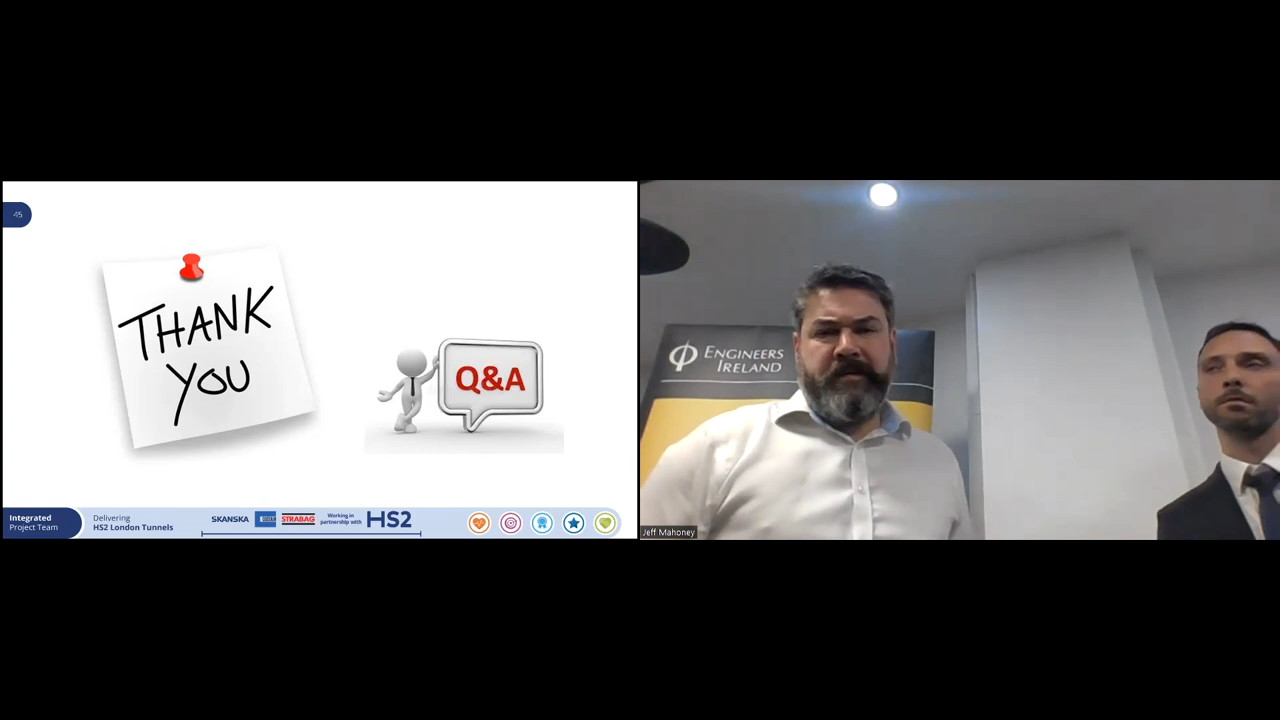 45
THANK
YOU
Q&A
Integrated
Project Team
Delivering
HS2 London Tunnels
SKANSKA
STRABAG
Working in
partnership with
HS2
ENGINEERS
IRELAND
Jeff Mahoney